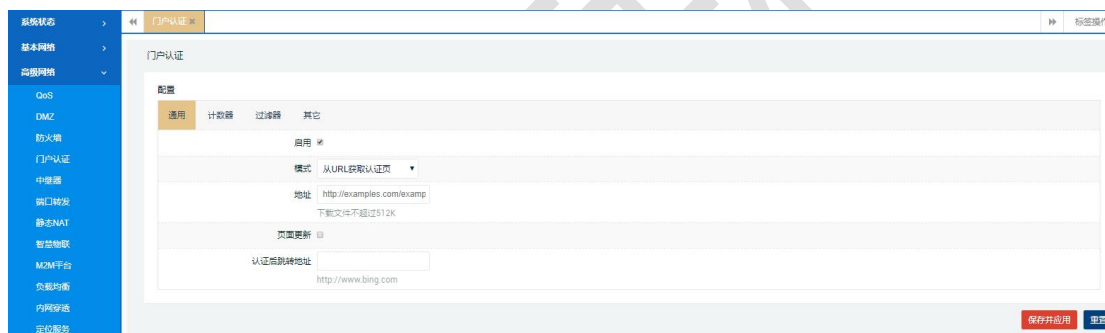 系统状态
门户认证
标签操作
基本网络
门户认证
高级网络
配置
QoS
通用 计数器 过滤器 其它
DMZ
防火墙
启用
门户认证
模式 从URL获取认证页
中继器
地址 http://examples.com/examp
端口转发
下载文件不超过512K
静态NAT
页面更新
智慧物联
认证后跳转地址
M2M平台
http://www.bing.com
负载均衡
内网穿透
保存并应用 重置
定位服务